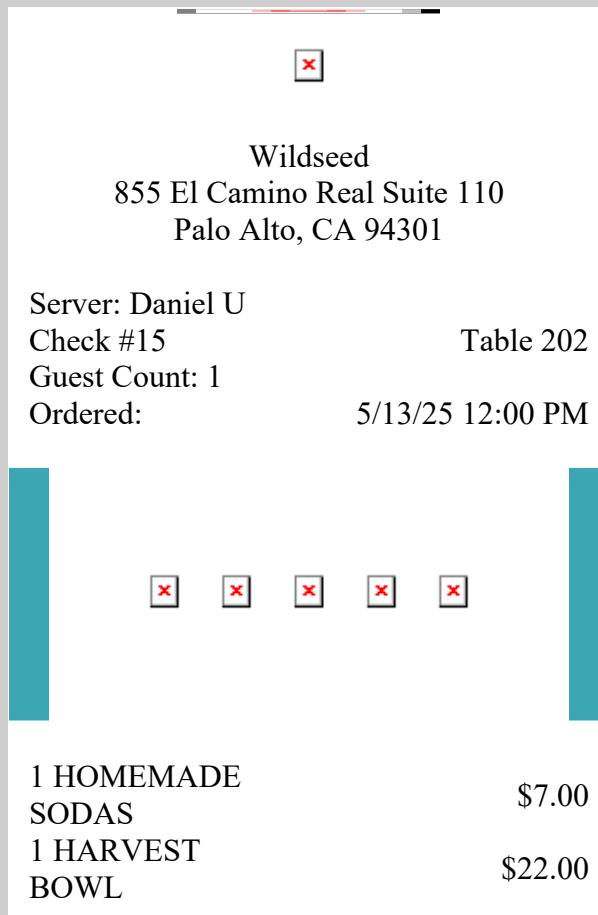 Wildseed
855 El Camino Real Suite 110
Palo Alto, CA 94301
Server: Daniel U
Check #15 Table 202
Guest Count: 1
Ordered: 5/13/25 12:00 PM
1 HOMEMADE
SODAS $7.00
1 HARVEST
BOWL $22.00